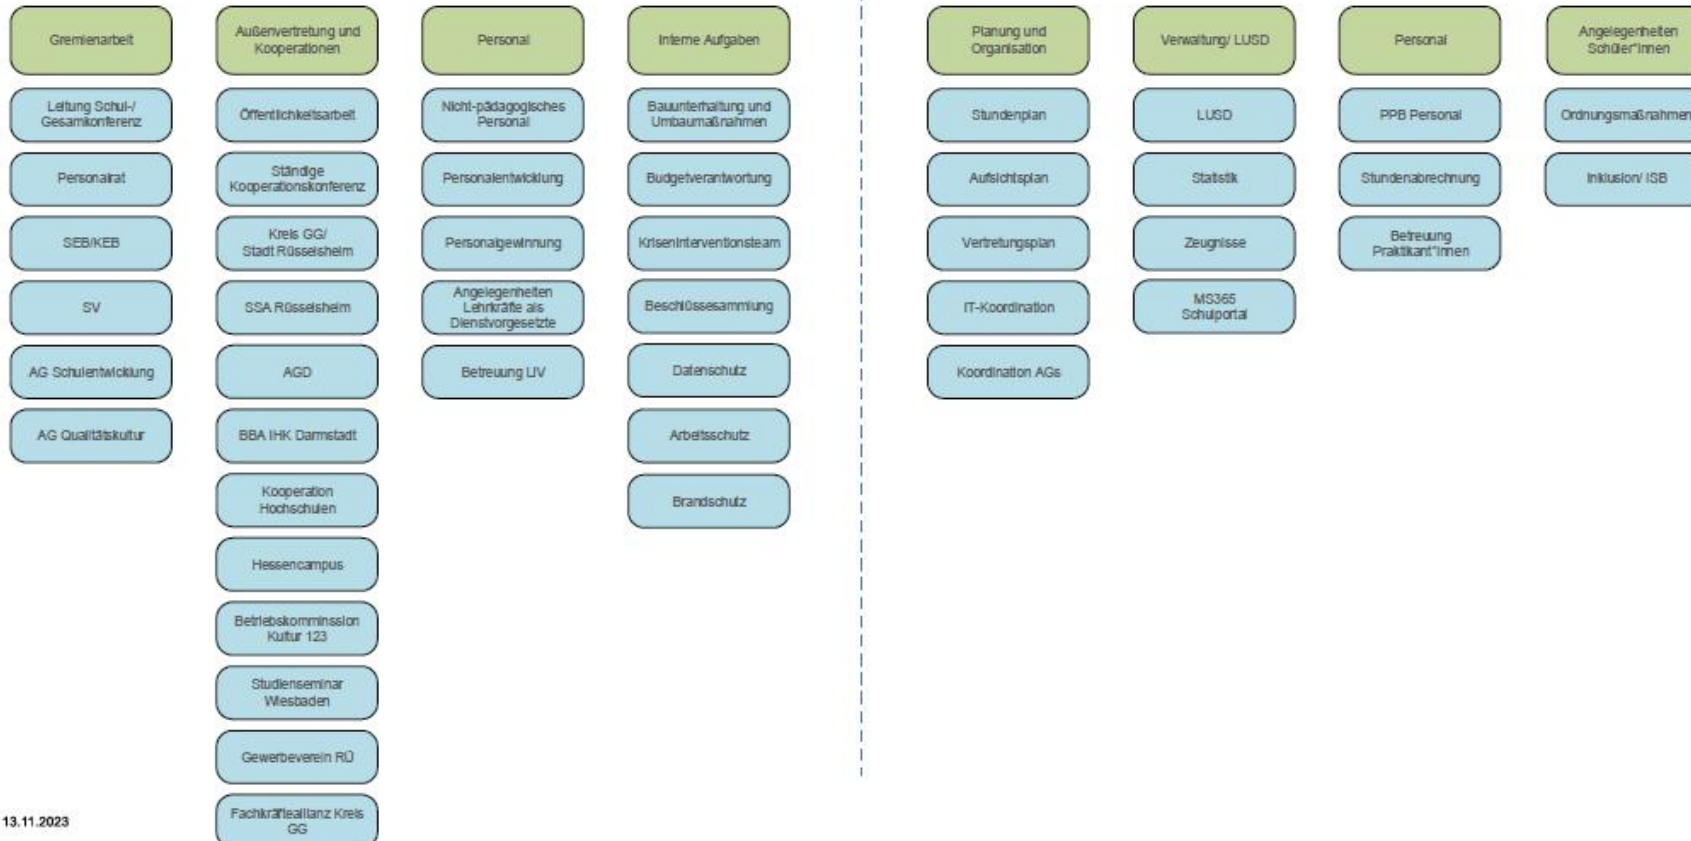 Gremienarbeit
Leitung Schul-/
Gesamtkonferenz
Personalrat
SEB/KEB
SV
AG Schulentwicklung
AG Qualitätskultur
Außenvertretung und
Kooperationen
Öffentlichkeitsarbeit
Ständige
Kooperationskonferenz
Kreis GG/
Stadt Rüsselsheim
SSA Rüsselsheim
AGD
BBA IHK Darmstadt
Kooperation
Hochschulen
Hessencampus
Betriebskomminssion
Kultur 123
Studienseminar
Wiesbaden
Gewerbeverein RÜ
Fachkräfteallianz Kreis
GG
Personal
Nicht-pädagogisches
Personal
Personalentwicklung
Personalgewinnung
Angelegenheiten
Lehrkräfte als
Dienstvorgesetzte
Betreuung LIV
Interne Aufgaben
Bauunterhaltung und
Umbaumaßnahmen
Budgetverantwortung
Kriseninterventionsteam
Beschlüssesammlung
Datenschutz
Arbeitsschutz
Brandschutz
Planung und
Organisation
Stundenplan
Aufsichtsplan
Vertretungsplan
IT-Koordination
Koordination AGs
Verwaltung/ LUSD
LUSD
Statistik
Zeugnisse
MS365
Schulportal
Personal
PPB Personal
Stundenabrechnung
Betreuung
Praktikant*innen
Angelegenheiten
Schüler*innen
Ordnungsmaßnahmen
Inklusion/ ISB
13.11.2023